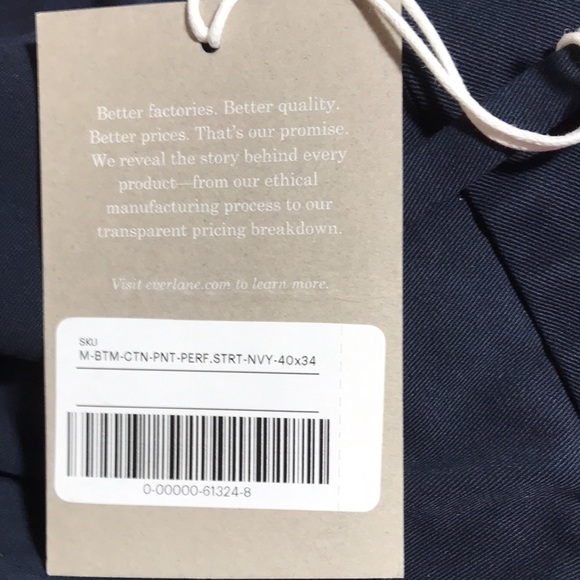 Better factories. Better quality.
Better prices. That's our promise.
We reveal the story behind every
product—from our ethical
manufacturing process to our
transparent pricing breakdown.
Visit everlane.com to learn more.
SKU
M-BTM-CTN-PNT-PERF.STRT-NVY-40x34
0-00000-61324-8